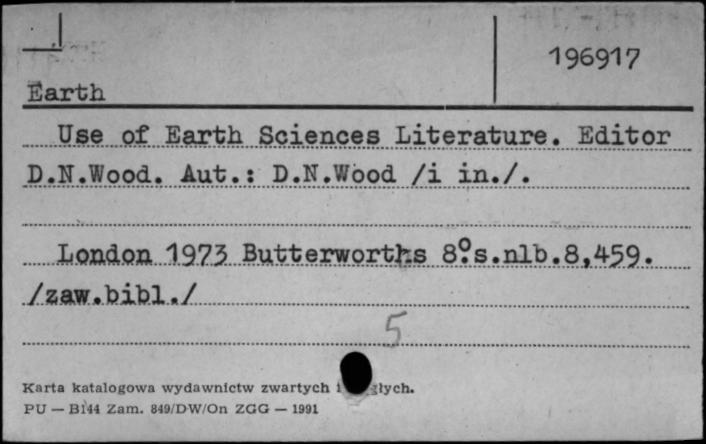 196917
Earth
Use of Earth Sciences Literature. Editor
D.N.Wood. Aut.: D.N.Wood /i in./.
London 1973 Butterworths 8°.s.nlb.8,459.
/zaw.bibl./
5
Karta katalogowa wydawnictw zwartych i
PU — B144 Zam. 849/DW/On ZGG — 1991